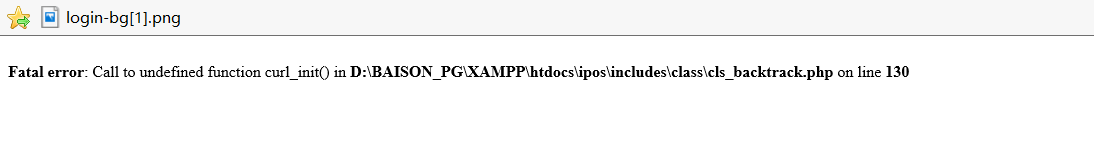 login-bg[1].png
Fatal error: Call to undefined function curl_init() in D:\BAISON_PG\XAMPP\htdocs\ipos\includes\class\cls_backtrack.php on line 130